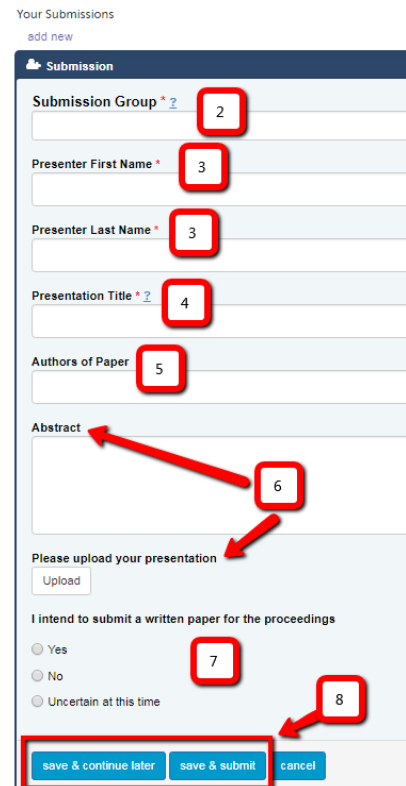 Your Submissions
add new
Submission
Submission Group * ?
2
Presenter First Name *
3
Presenter Last Name *
3
Presentation Title * ?
4
Authors of Paper
5
Abstract
6
Please upload your presentation
Upload
I intend to submit a written paper for the proceedings
Yes
7
No
Uncertain at this time
8
save & continue later save & submit cancel